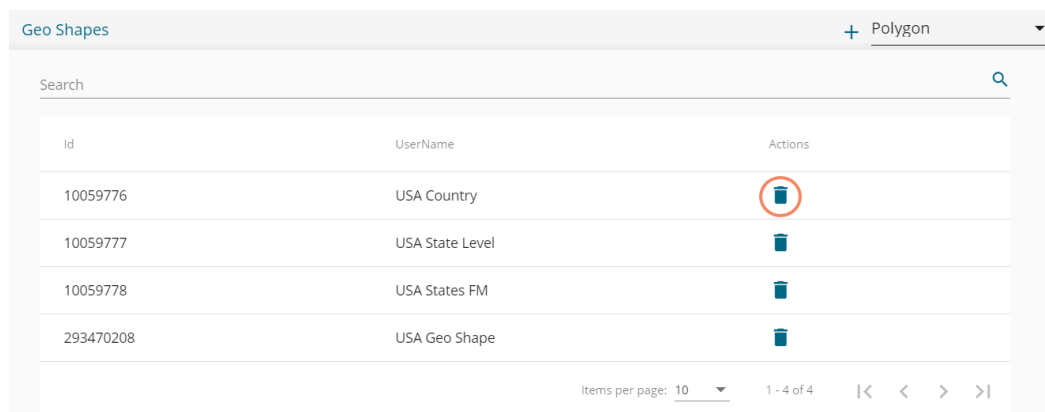 Geo Shapes + Polygon
Search
Id UserName Actions
10059776 USA Country
10059777 USA State Level
10059778 USA States FM
293470208 USA Geo Shape
Items per page: 10 1 - 4 of 4